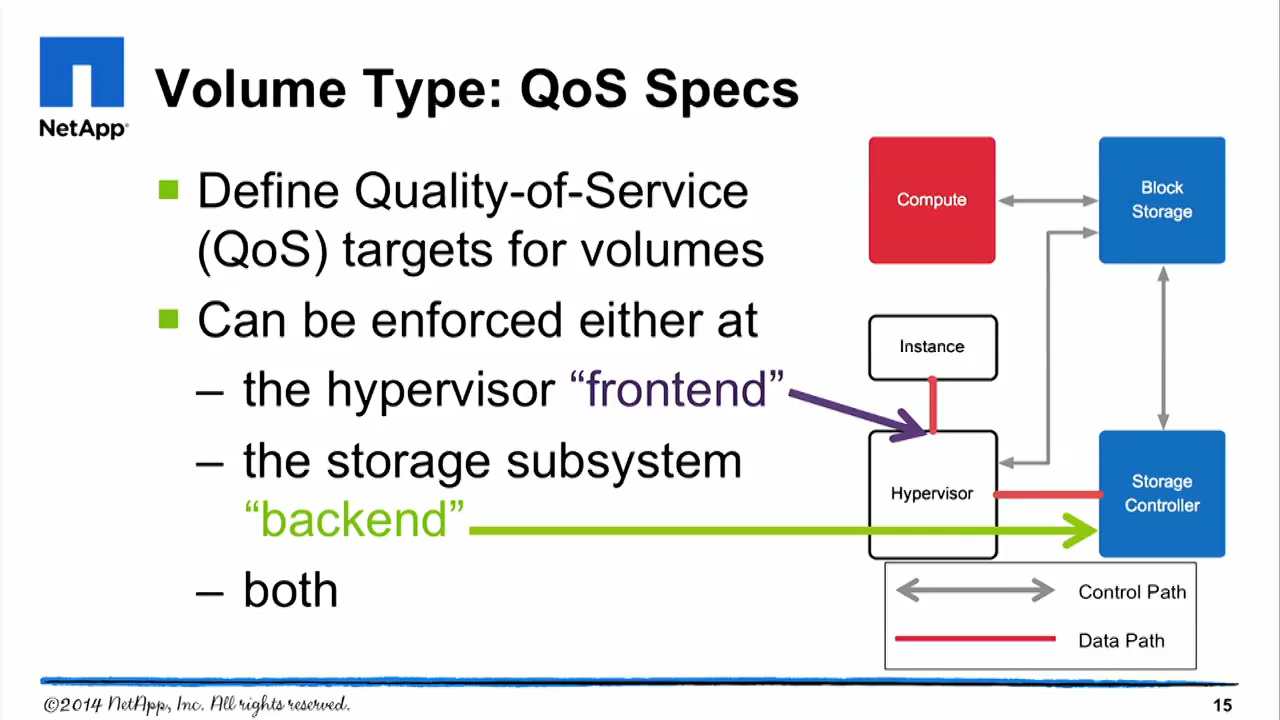 NetApp®
Volume Type: QoS Specs
Define Quality-of-Service
(QoS) targets for volumes
Can be enforced either at
– the hypervisor “frontend”
– the storage subsystem
“backend”
– both
Compute
Block
Storage
Instance
Hypervisor
Storage
Controller
Control Path
Data Path
©2014 NetApp, Inc. All rights reserved.
15